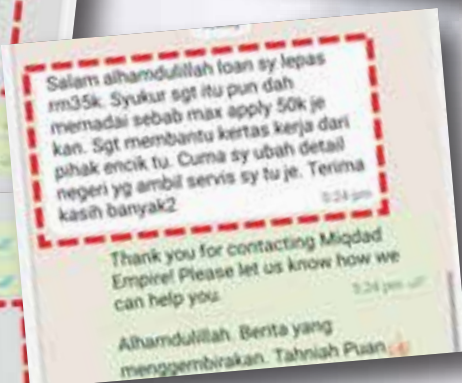 Salam alhamdulillah loan sy lepas
rm35k. Syukur sgt itu pun dah
memadai sebab max apply 50k je
kan. Sgt membantu kertas kerja dari
pihak encik tu. Cuma sy ubah detail
negeri yg ambil servis sy tu je. Terima
kasih banyak2
5:24 pm
Thank you for contacting Miqdad
Empire! Please let us know how we
can help you.
5:24 pm
Alhamdulillah. Berita yang
menggembirakan. Tahniah Puan